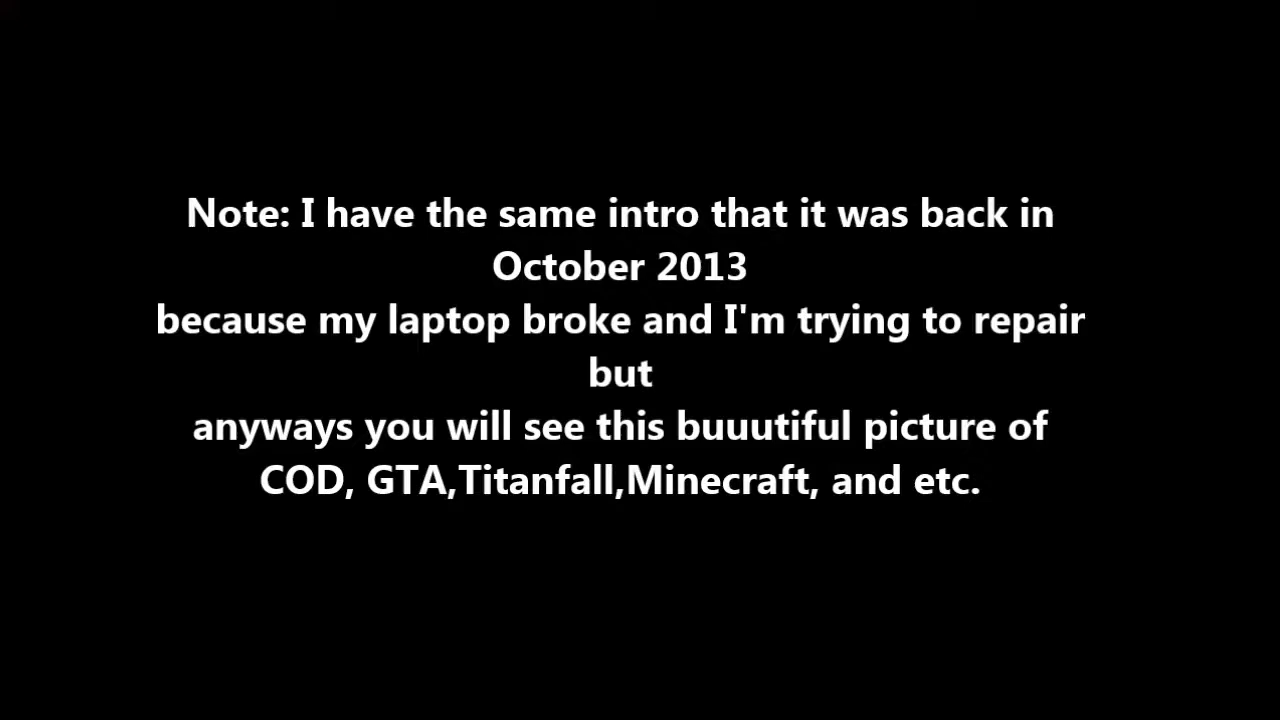 Note: I have the same intro that it was back in
October 2013
because my laptop broke and I'm trying to repair
but
anyways you will see this buuutiful picture of
COD, GTA,Titanfall,Minecraft, and etc.